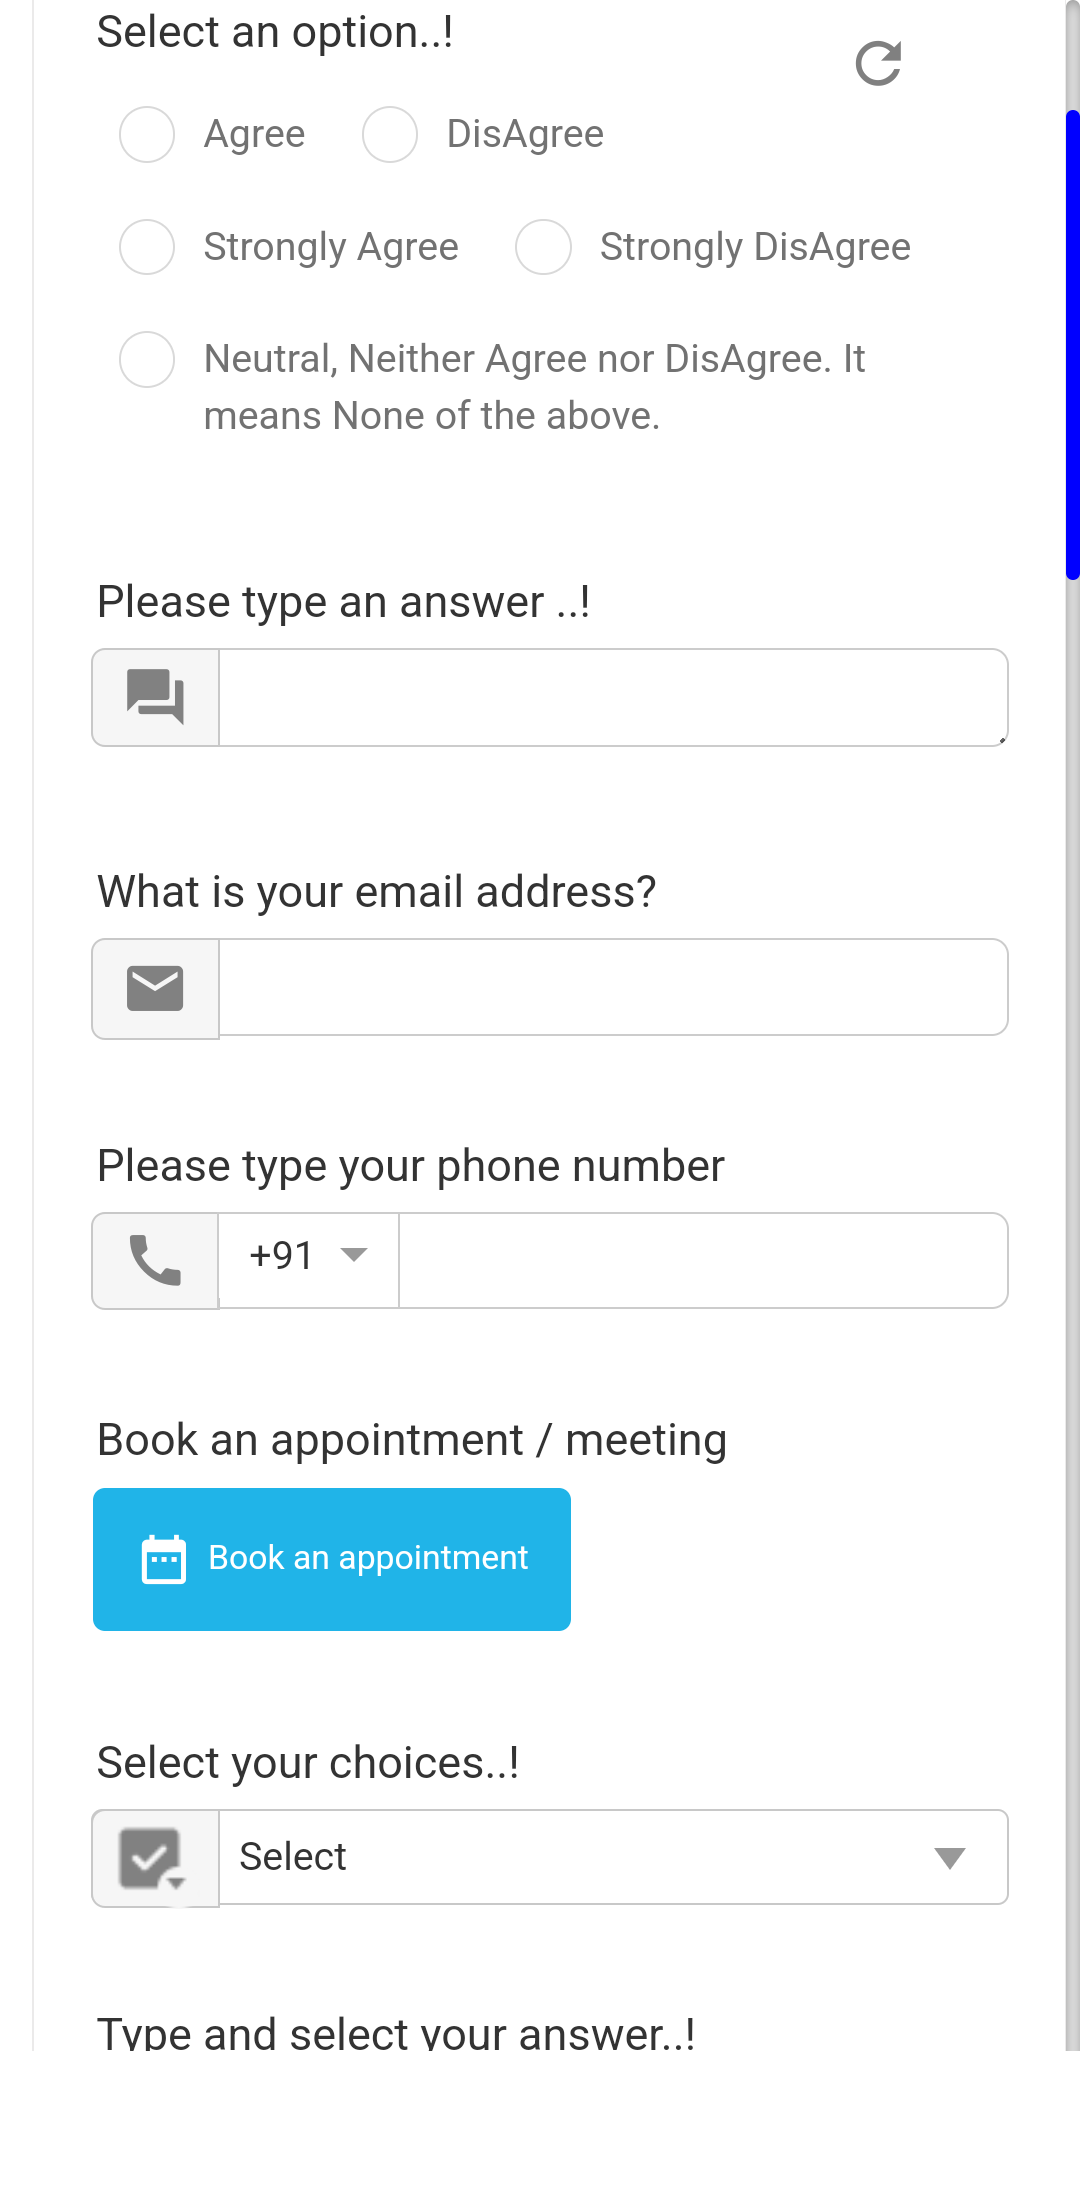 Select an option..!
Agree DisAgree
Strongly Agree Strongly DisAgree
Neutral, Neither Agree nor DisAgree. It
means None of the above.
Please type an answer ..!
What is your email address?
Please type your phone number
+91
Book an appointment / meeting
Book an appointment
Select your choices..!
Select
Type and select your answer..!